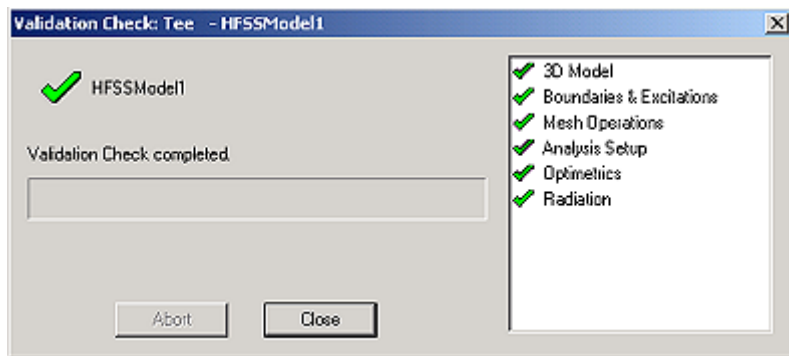 Validation Check: Tee - HFSSModel1
HFSSModel1
Validation Check completed.
Abort
Close
3D Model
Boundaries & Excitations
Mesh Operations
Analysis Setup
Optimetrics
Radiation